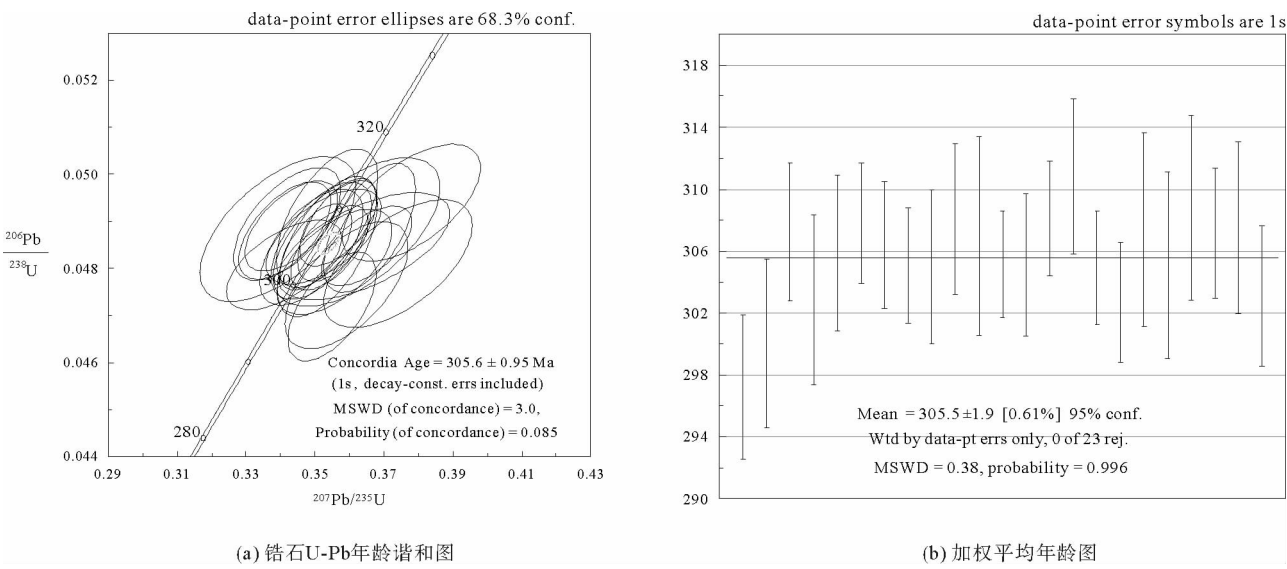 data-point error ellipses are 68.3% conf.
0.052
0.050
0.048
0.046
0.044
²⁰⁶Pb
²³⁸U
320
300
280
Concordia Age = 305.6 ± 0.95 Ma
(1s, decay-const. errs included)
MSWD (of concordance) = 3.0,
Probability (of concordance) = 0.085
0.29 0.31 0.33 0.35 0.37 0.39 0.41 0.43
²⁰⁷Pb/²³⁵U
(a) 锆石U-Pb年龄谐和图
data-point error symbols are 1s
318
314
310
306
302
298
294
290
Mean = 305.5±1.9 [0.61%] 95% conf.
Wtd by data-pt errs only, 0 of 23 rej.
MSWD = 0.38, probability = 0.996
(b) 加权平均年龄图